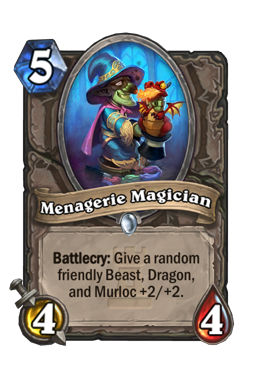 5
Menagerie Magician
Battlecry: Give a random
friendly Beast, Dragon,
and Murloc +2/+2.
4
4